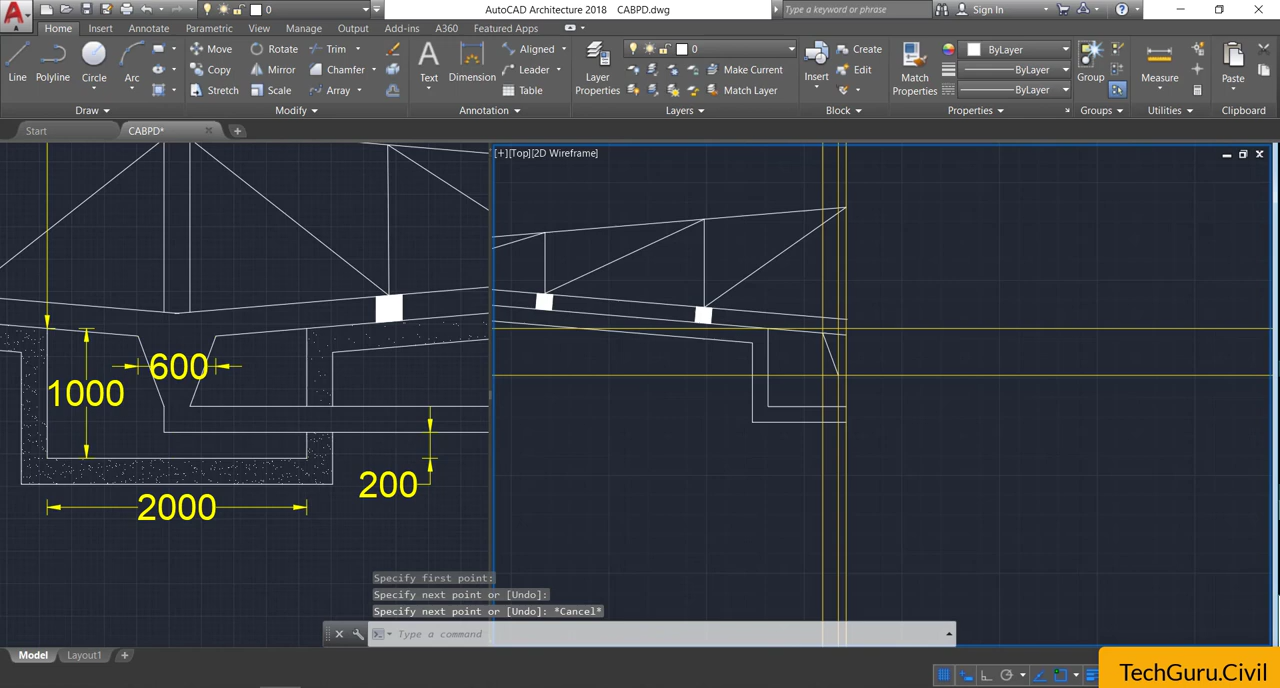 AutoCAD Architecture 2018 CABPD.dwg
0
Type a keyword or phrase
Sign In
Home Insert Annotate Parametric View Manage Output Add-ins A360 Featured Apps
Line
Polyline
Circle
Arc
Move Rotate Trim
Copy Mirror Chamfer
Stretch Scale Array
Text
Dimension
Aligned
Leader
Table
Layer
Properties
0
Make Current
Match Layer
Insert
Create
Edit
Match
Properties
ByLayer
ByLayer
ByLayer
Group
Measure
Paste
Draw Modify Annotation Layers Block Properties Groups Utilities Clipboard
Start CABPD* +
[+][Top][2D Wireframe]
600
1000
200
2000
Specify first point:
Specify next point or [Undo]:
Specify next point or [Undo]: *Cancel*
Type a command
Model Layout1 +
TechGuru.Civil